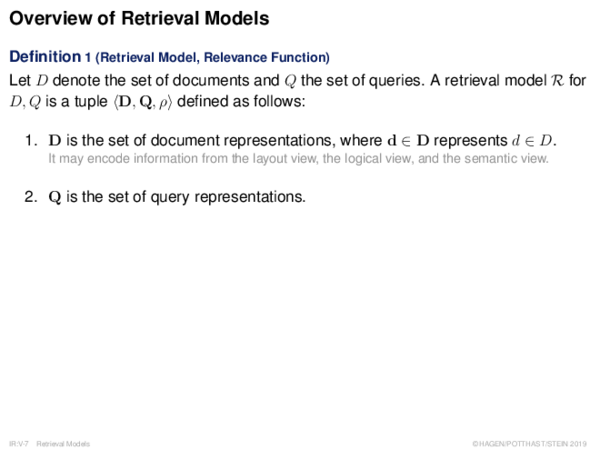 Overview of Retrieval Models
Definition 1 (Retrieval Model, Relevance Function)
Let D denote the set of documents and Q the set of queries. A retrieval model ℛ for
D, Q is a tuple ⟨D, Q, ρ⟩ defined as follows:
1. D is the set of document representations, where d ∈ D represents d ∈ D.
It may encode information from the layout view, the logical view, and the semantic view.
2. Q is the set of query representations.
IR:V-7 Retrieval Models ©HAGEN/POTTHAST/STEIN 2019